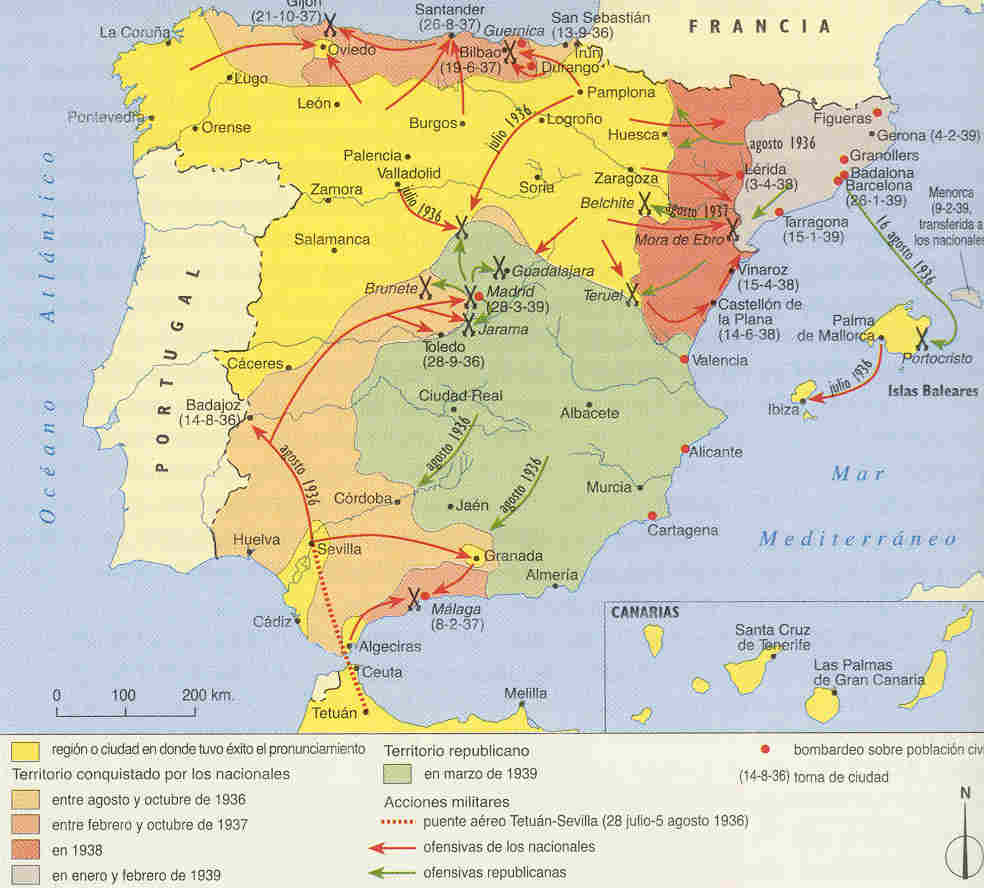 Gijón
(21-10-37)
Santander
(26-8-37)
Guernica
San Sebastián
(13-9-36)
FRANCIA
La Coruña
Oviedo
Bilbao
(19-6-37)
Irún
Durango
Lugo
León
Pamplona
Pontevedra
Orense
Burgos
Logroño
julio 1936
Huesca
agosto 1936
Figueras
Gerona (4-2-39)
Palencia
Valladolid
Granollers
Badalona
Barcelona
(26-1-39)
Zamora
julio 1936
Soria
Zaragoza
Lérida
(3-4-38)
Belchite
agosto 1937
Menorca
(9-2-39,
transferida a
los nacionales
Tarragona
(15-1-39)
16 agosto 1936
Salamanca
Mora de Ebro
Océano Atlántico
PORTUGAL
Guadalajara
Vinaroz
(15-4-38)
Brunete
Madrid
(28-3-39)
Teruel
Castellón de
la Plana
(14-6-38)
Jarama
Palma
de Mallorca
Toledo
(28-9-36)
Portocristo
Cáceres
Valencia
julio 1936
Islas Baleares
Badajoz
(14-8-36)
Ciudad Real
Albacete
Ibiza
agosto 1936
agosto 1936
agosto 1936
Alicante
Mar
Mediterráneo
Córdoba
Jaén
Murcia
Cartagena
Huelva
Sevilla
Granada
Almería
Cádiz
Málaga
(8-2-37)
Algeciras
Ceuta
Melilla
Tetuán
0 100 200 km.
CANARIAS
Santa Cruz
de Tenerife
Las Palmas
de Gran Canaria
región o ciudad en donde tuvo éxito el pronunciamiento
Territorio conquistado por los nacionales
entre agosto y octubre de 1936
entre febrero y octubre de 1937
en 1938
en enero y febrero de 1939
Territorio republicano
en marzo de 1939
Acciones militares
puente aéreo Tetuán-Sevilla (28 julio-5 agosto 1936)
ofensivas de los nacionales
ofensivas republicanas
bombardeo sobre población civi
(14-8-36) toma de ciudad
N